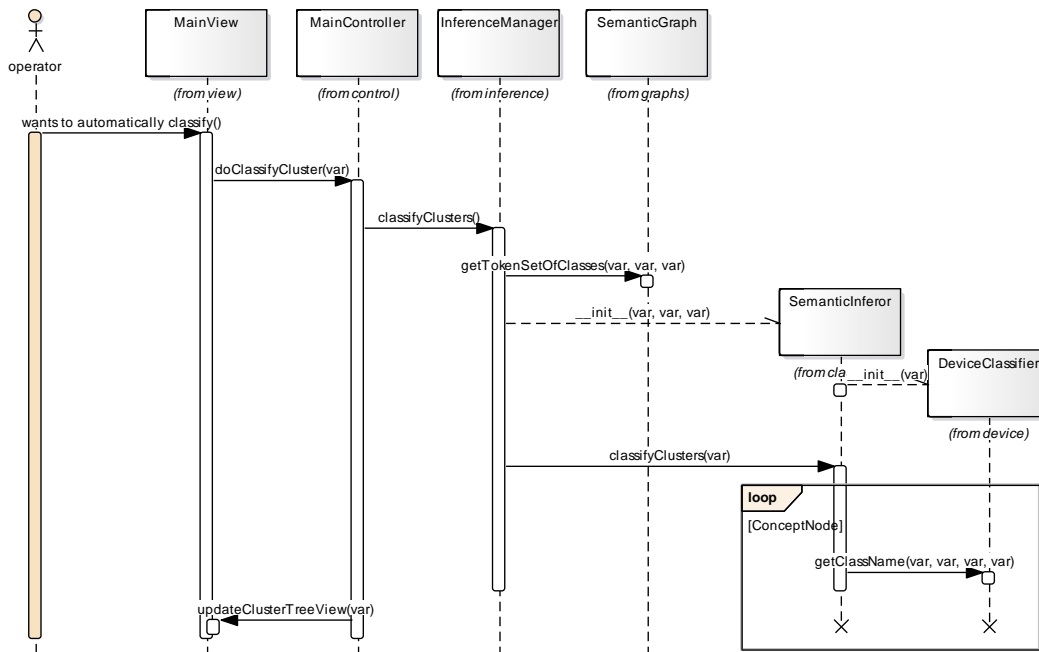 operator
MainView
MainController
InferenceManager
SemanticGraph
(from view)
(from control)
(from inference)
(from graphs)
wants to automatically classify()
doClassifyCluster(var)
classifyClusters()
getTokenSetOfClasses(var, var, var)
__init__(var, var, var)
SemanticInferor
(from cla
__init__(var)
DeviceClassifier
(from device)
classifyClusters(var)
loop
[ConceptNode]
getClassName(var, var, var, var)
updateClusterTreeView(var)